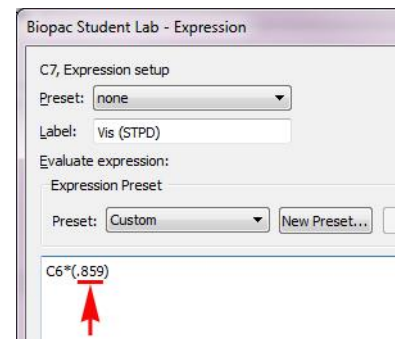 Biopac Student Lab - Expression
C7, Expression setup
Preset: none
Label: Vis (STPD)
Evaluate expression:
Expression Preset
Preset: Custom New Preset...
C6*(.859)